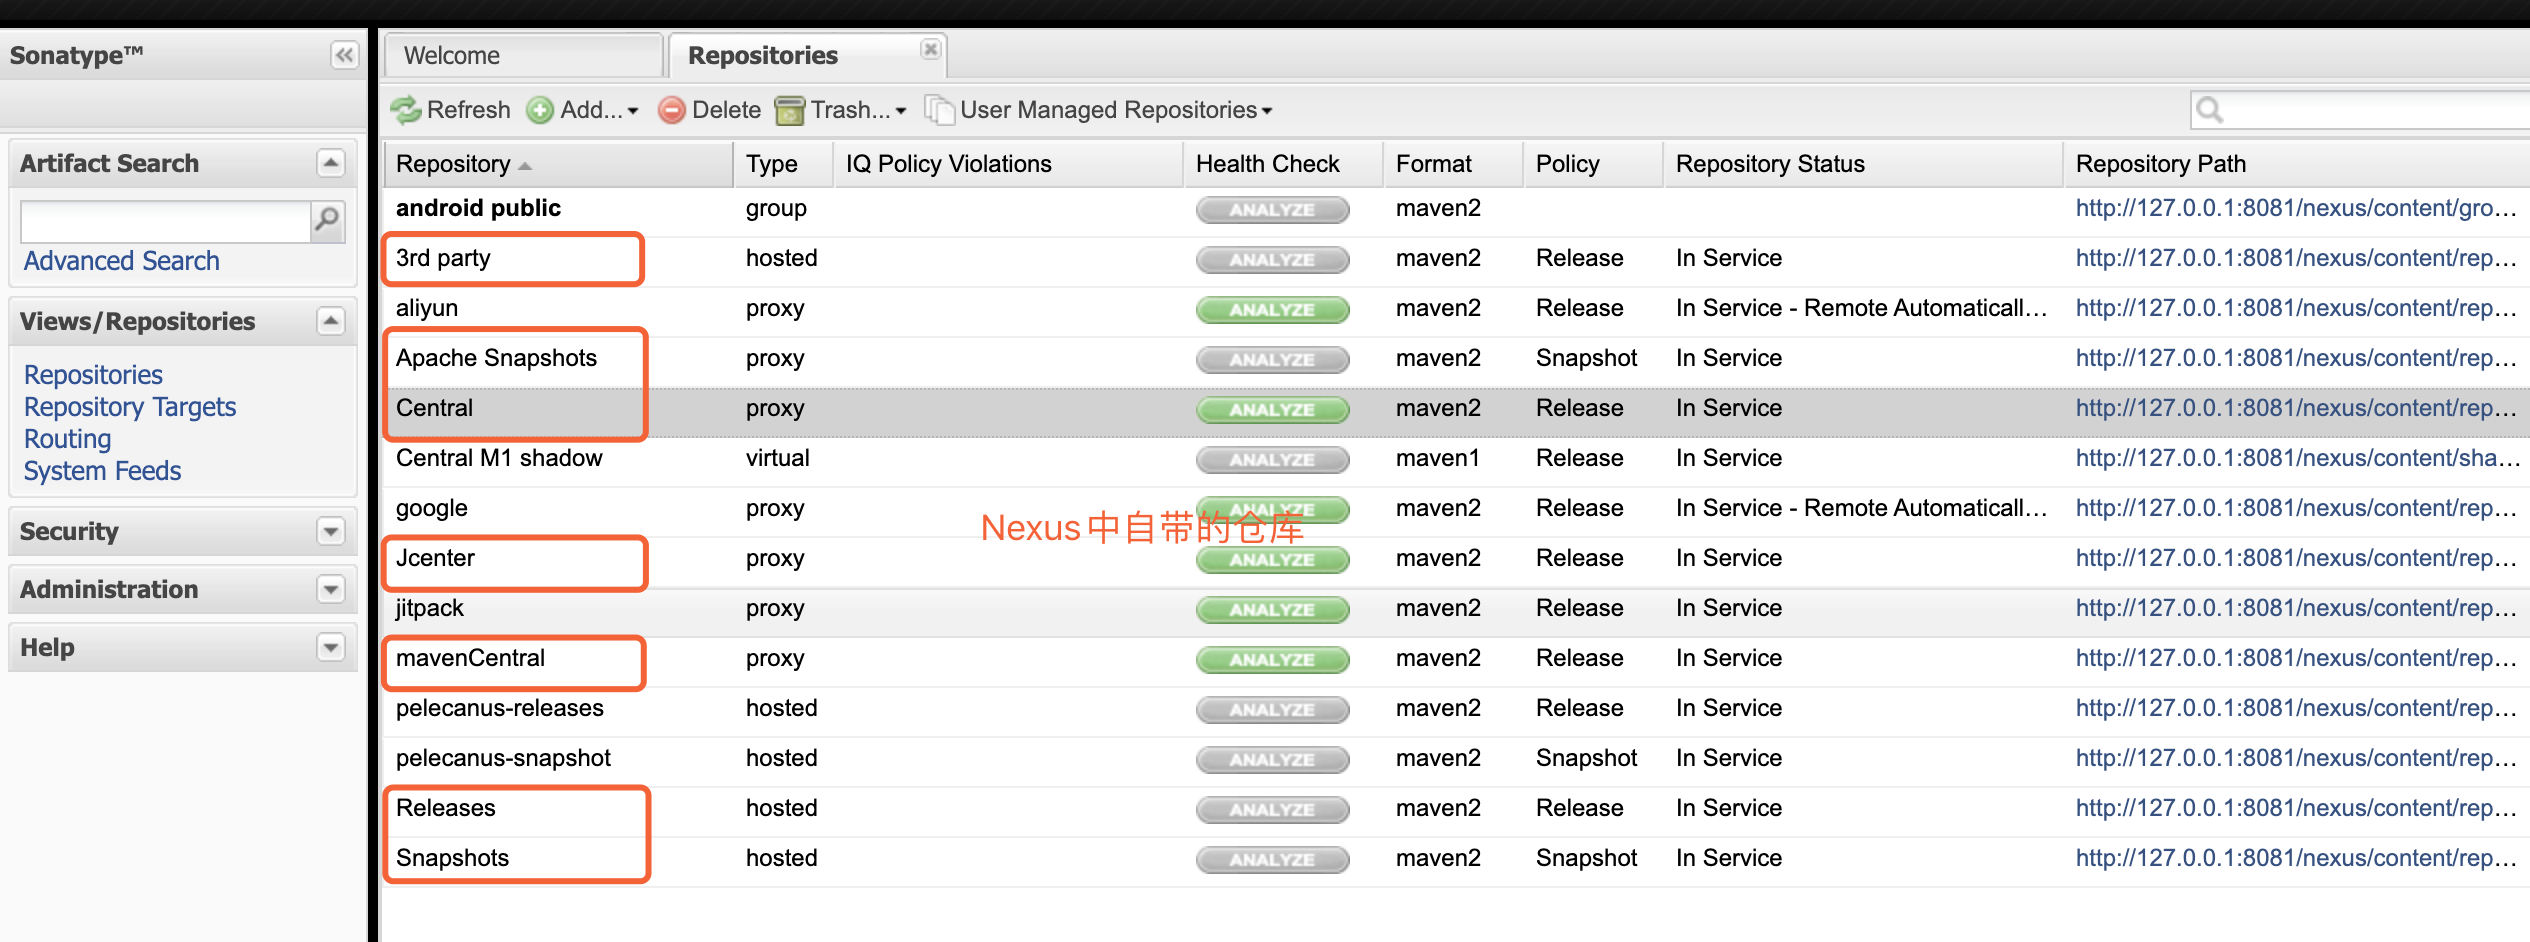 Sonatype™
Welcome
Repositories
Refresh Add... Delete Trash... User Managed Repositories
Artifact Search
Advanced Search
Views/Repositories
Repositories
Repository Targets
Routing
System Feeds
Security
Administration
Help
Repository Type IQ Policy Violations Health Check Format Policy Repository Status Repository Path
android public group ANALYZE maven2 http://127.0.0.1:8081/nexus/content/gro...
3rd party hosted ANALYZE maven2 Release In Service http://127.0.0.1:8081/nexus/content/rep...
aliyun proxy ANALYZE maven2 Release In Service - Remote Automaticall... http://127.0.0.1:8081/nexus/content/rep...
Apache Snapshots proxy ANALYZE maven2 Snapshot In Service http://127.0.0.1:8081/nexus/content/rep...
Central proxy ANALYZE maven2 Release In Service http://127.0.0.1:8081/nexus/content/rep...
Central M1 shadow virtual ANALYZE maven1 Release In Service http://127.0.0.1:8081/nexus/content/sha...
google proxy ANALYZE maven2 Release In Service - Remote Automaticall... http://127.0.0.1:8081/nexus/content/rep...
Nexus中自带的仓库
Jcenter proxy ANALYZE maven2 Release In Service http://127.0.0.1:8081/nexus/content/rep...
jitpack proxy ANALYZE maven2 Release In Service http://127.0.0.1:8081/nexus/content/rep...
mavenCentral proxy ANALYZE maven2 Release In Service http://127.0.0.1:8081/nexus/content/rep...
pelecanus-releases hosted ANALYZE maven2 Release In Service http://127.0.0.1:8081/nexus/content/rep...
pelecanus-snapshot hosted ANALYZE maven2 Snapshot In Service http://127.0.0.1:8081/nexus/content/rep...
Releases hosted ANALYZE maven2 Release In Service http://127.0.0.1:8081/nexus/content/rep...
Snapshots hosted ANALYZE maven2 Snapshot In Service http://127.0.0.1:8081/nexus/content/rep...